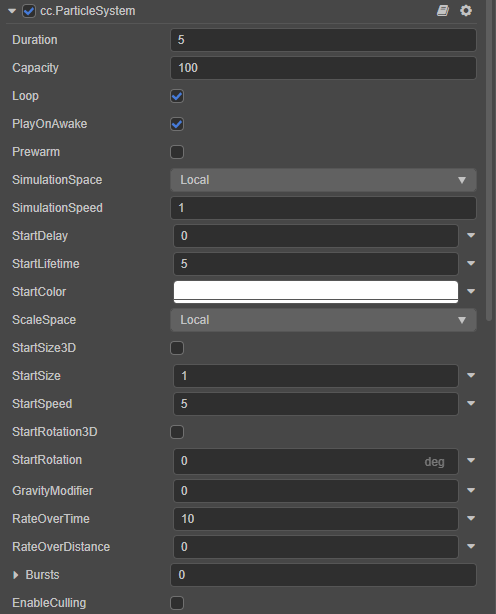 cc.ParticleSystem
Duration 5
Capacity 100
Loop
PlayOnAwake
Prewarm
SimulationSpace Local
SimulationSpeed 1
StartDelay 0
StartLifetime 5
StartColor
ScaleSpace Local
StartSize3D
StartSize 1
StartSpeed 5
StartRotation3D
StartRotation 0 deg
GravityModifier 0
RateOverTime 10
RateOverDistance 0
Bursts 0
EnableCulling